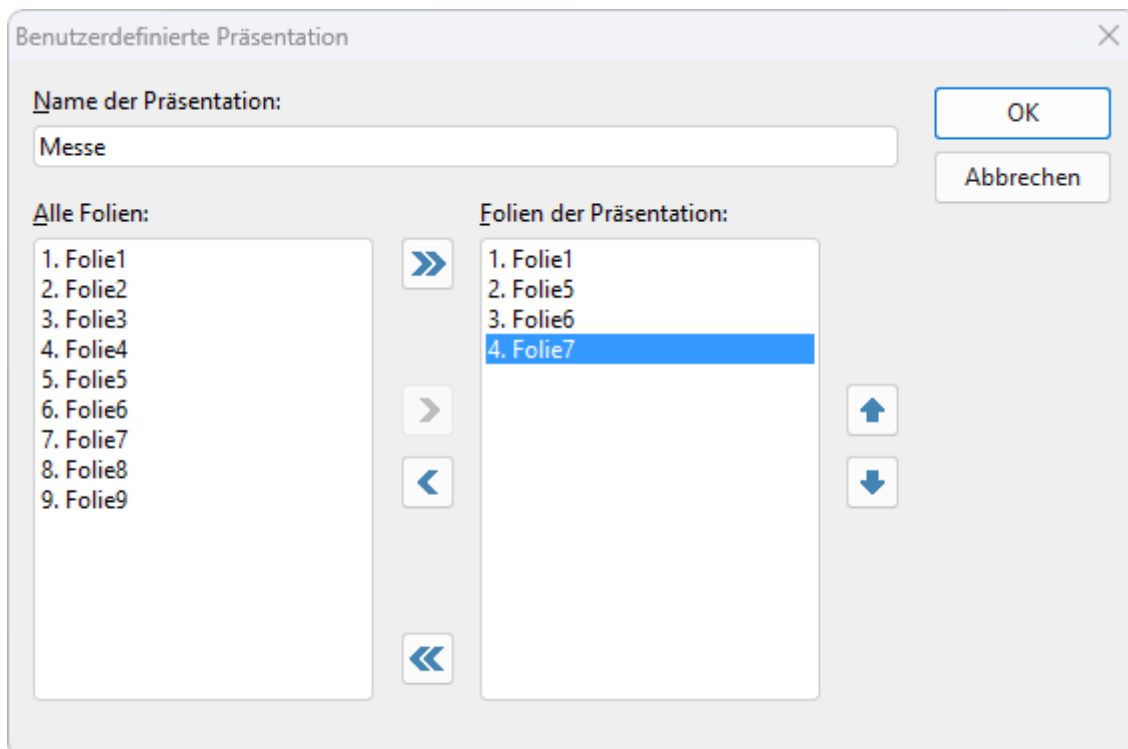 Benutzerdefinierte Präsentation
Name der Präsentation:
OK
Messe
Abbrechen
Alle Folien:
1. Folie1
2. Folie2
3. Folie3
4. Folie4
5. Folie5
6. Folie6
7. Folie7
8. Folie8
9. Folie9
Folien der Präsentation:
1. Folie1
2. Folie5
3. Folie6
4. Folie7